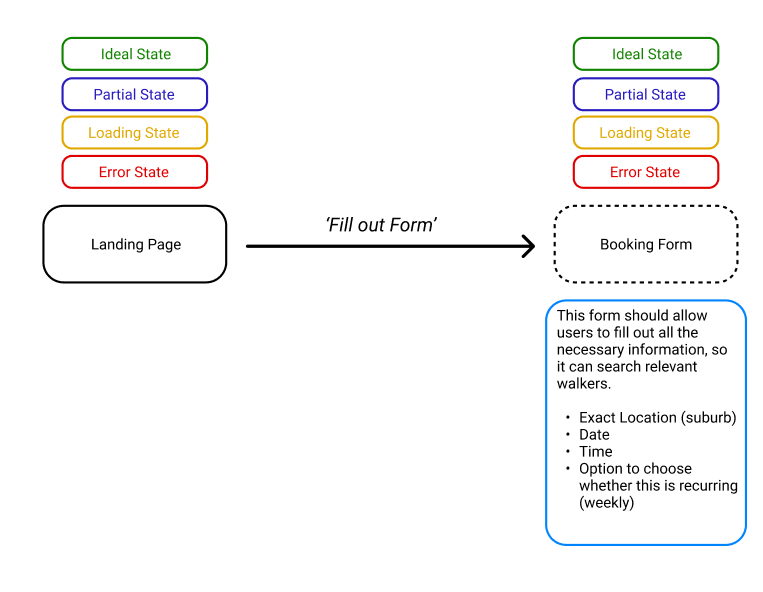 Ideal State
Partial State
Loading State
Error State
Landing Page
‘Fill out Form’
Ideal State
Partial State
Loading State
Error State
Booking Form
This form should allow
users to fill out all the
necessary information, so
it can search relevant
walkers.
• Exact Location (suburb)
• Date
• Time
• Option to choose
whether this is recurring
(weekly)